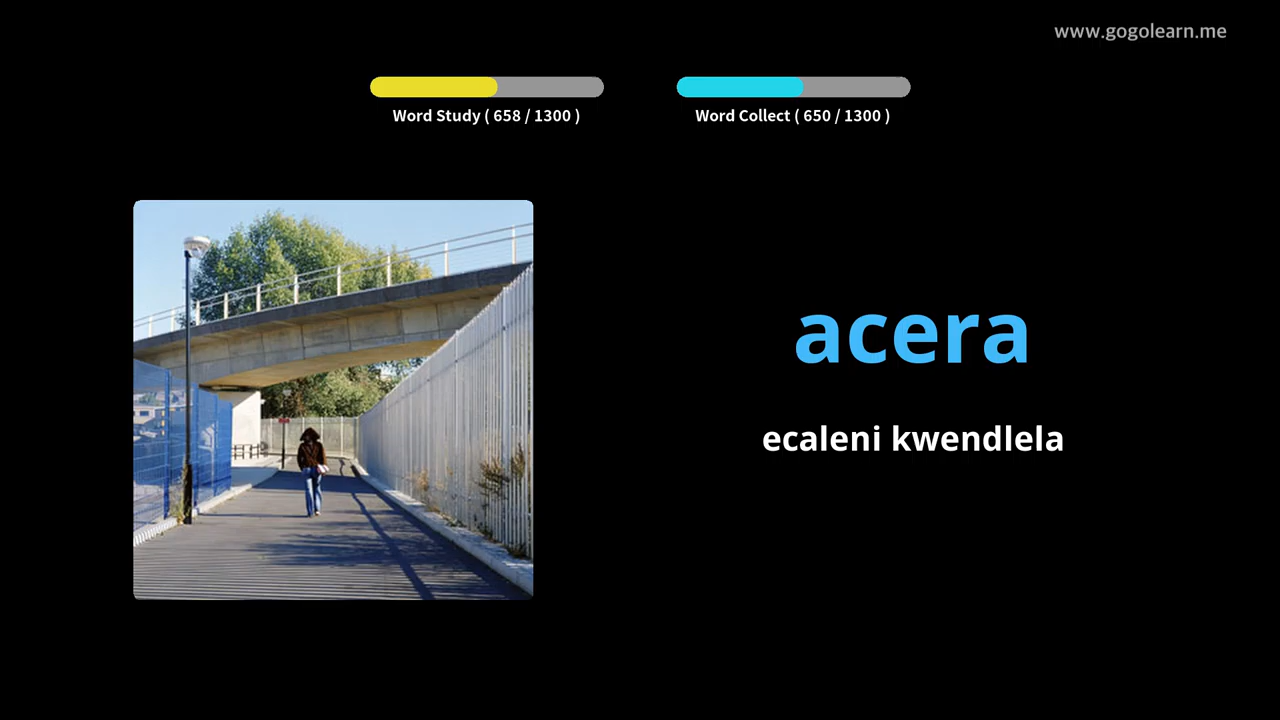 www.gogolearn.me
Word Study ( 658 / 1300 )
Word Collect ( 650 / 1300 )
acera
ecaleni kwendlela